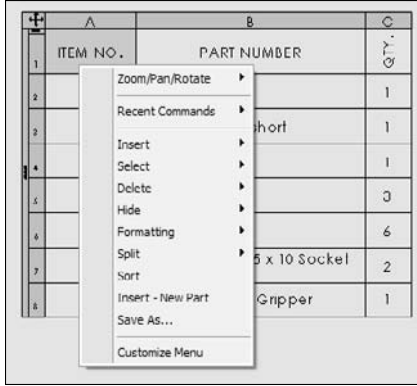 A B C
1 ITEM NO. PART NUMBER QTY.
Zoom/Pan/Rotate
2 1
Recent Commands
3 short 1
Insert
4 1
Select
Delete
5 3
Hide
6 6
Formatting
Split
7 5 x 10 Socket 2
Sort
Insert - New Part
8 Gripper 1
Save As...
Customize Menu